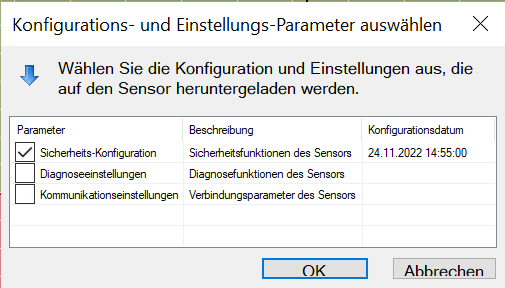 Konfigurations- und Einstellungs-Parameter auswählen
Wählen Sie die Konfiguration und Einstellungen aus, die
auf den Sensor heruntergeladen werden.
Parameter Beschreibung Konfigurationsdatum
Sicherheits-Konfiguration Sicherheitsfunktionen des Sensors 24.11.2022 14:55:00
Diagnoseeinstellungen Diagnosefunktionen des Sensors
Kommunikationseinstellungen Verbindungsparameter des Sensors
OK Abbrechen